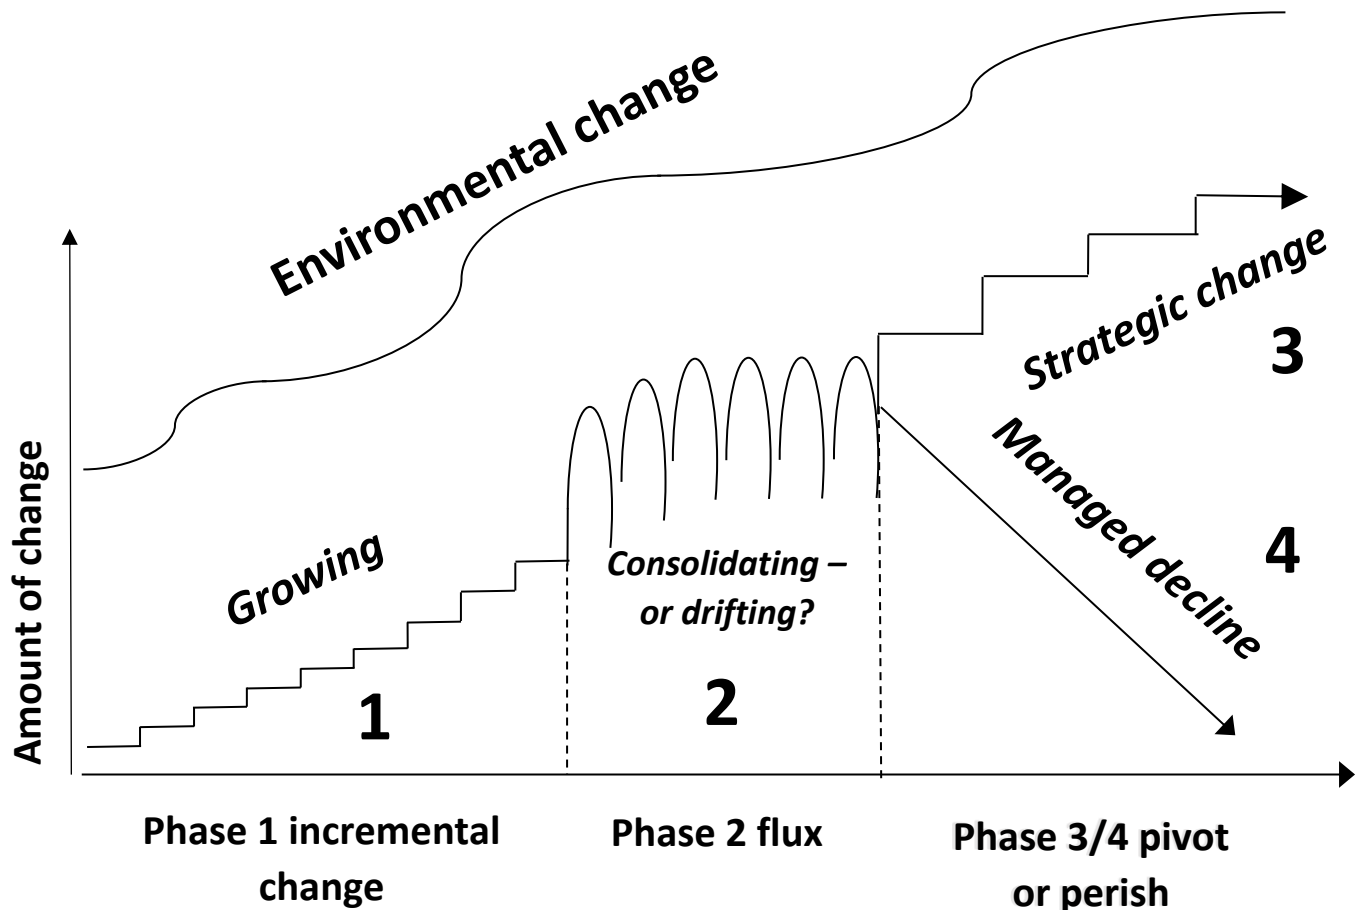 Environmental change
Strategic change
3
Amount of change
Growing
Consolidating –
or drifting?
Managed decline
4
1
2
Phase 1 incremental
change
Phase 2 flux
Phase 3/4 pivot
or perish